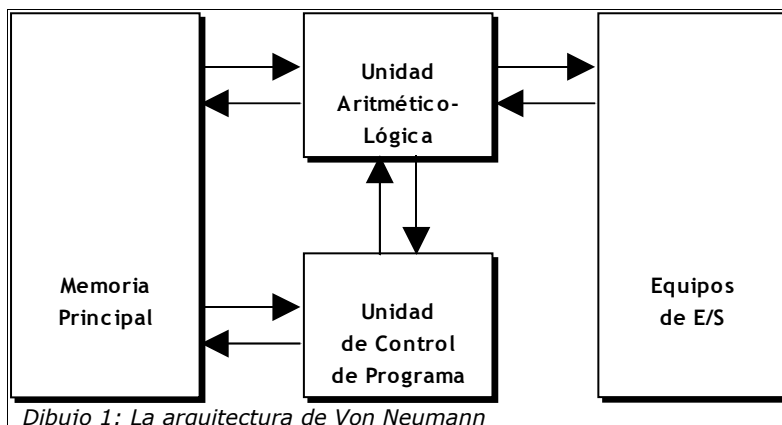 Unidad
Aritmético-
Lógica
Memoria
Principal
Unidad
de Control
de Programa
Equipos
de E/S
Dibujo 1: La arquitectura de Von Neumann